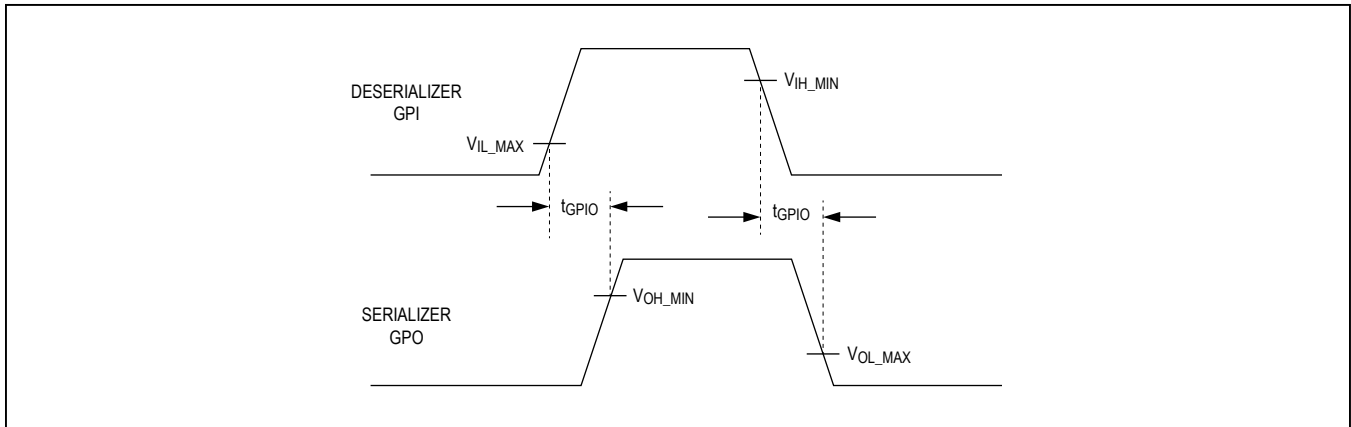 DESERIALIZER
GPI
VIH_MIN
VIL_MAX
tGPIO
tGPIO
SERIALIZER
GPO
VOH_MIN
VOL_MAX